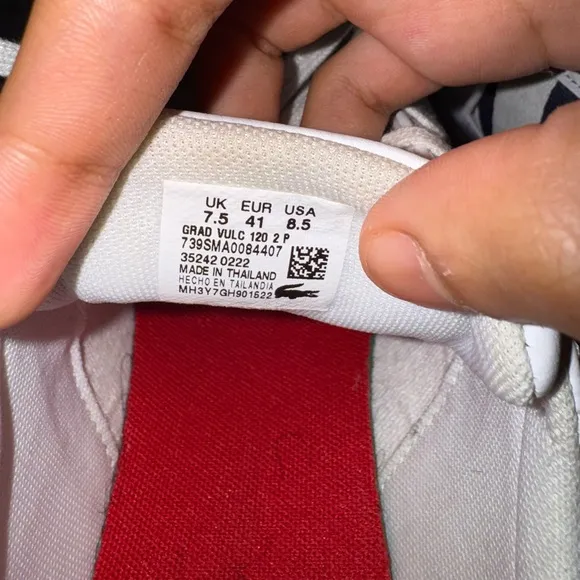 UK EUR USA
7.5 41 8.5
GRAD VULC 120 2 P
739SMA0084407
35242 0222
MADE IN THAILAND
HECHO EN TAILANDIA
MH3Y7GH901522